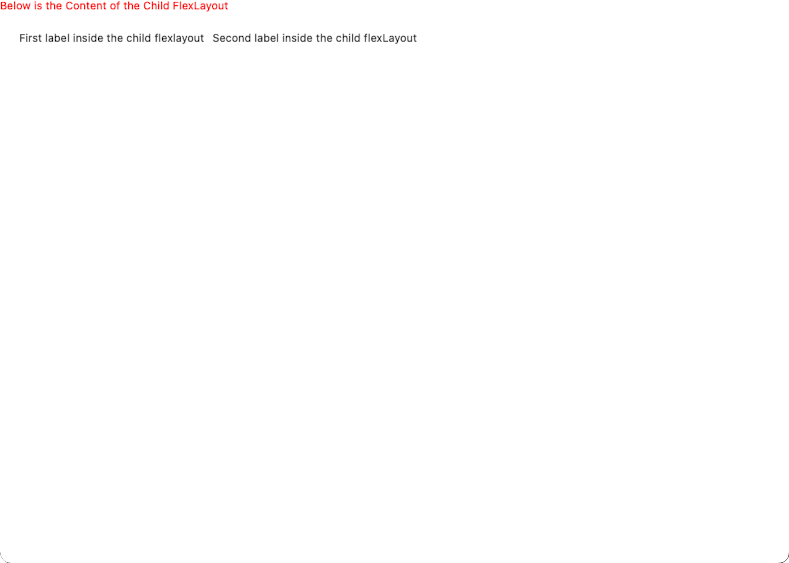 Below is the Content of the Child FlexLayout
First label inside the child flexlayout Second label inside the child flexLayout